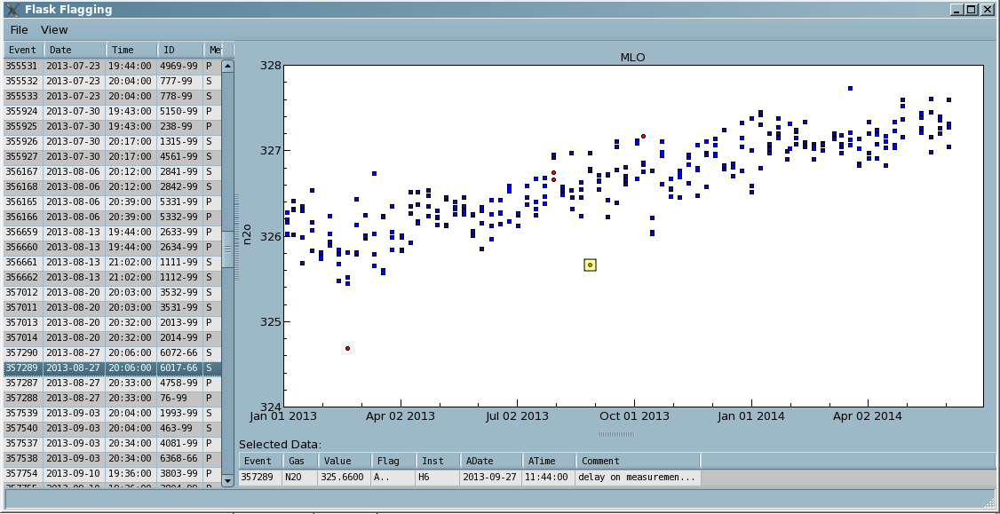 Flask Flagging
File View
Event Date Time ID Me
355531 2013-07-23 19:44:00 4969-99 P
355532 2013-07-23 20:04:00 777-99 S
355533 2013-07-23 20:04:00 778-99 S
355924 2013-07-30 19:43:00 5150-99 P
355925 2013-07-30 19:43:00 238-99 P
355926 2013-07-30 20:17:00 1315-99 S
355927 2013-07-30 20:17:00 4561-99 S
356167 2013-08-06 20:12:00 2841-99 S
356168 2013-08-06 20:12:00 2842-99 S
356165 2013-08-06 20:39:00 5331-99 P
356166 2013-08-06 20:39:00 5332-99 P
356659 2013-08-13 19:44:00 2633-99 P
356660 2013-08-13 19:44:00 2634-99 P
356661 2013-08-13 21:02:00 1111-99 S
356662 2013-08-13 21:02:00 1112-99 S
357012 2013-08-20 20:03:00 3532-99 S
357011 2013-08-20 20:03:00 3531-99 S
357013 2013-08-20 20:32:00 2013-99 P
357014 2013-08-20 20:32:00 2014-99 P
357290 2013-08-27 20:06:00 6072-66 S
357289 2013-08-27 20:06:00 6017-66 S
357287 2013-08-27 20:33:00 4758-99 P
357288 2013-08-27 20:33:00 76-99 P
357539 2013-09-03 20:04:00 1993-99 S
357540 2013-09-03 20:04:00 463-99 S
357537 2013-09-03 20:34:00 4081-99 P
357538 2013-09-03 20:34:00 6368-66 P
357754 2013-09-10 19:36:00 3803-99 P
MLO
328
327
326
325
324
n2o
Jan 01 2013 Apr 02 2013 Jul 02 2013 Oct 01 2013 Jan 01 2014 Apr 02 2014
Selected Data:
Event Gas Value Flag Inst ADate ATime Comment
357289 N2O 325.6600 A.. H6 2013-09-27 11:44:00 delay on measuremen...